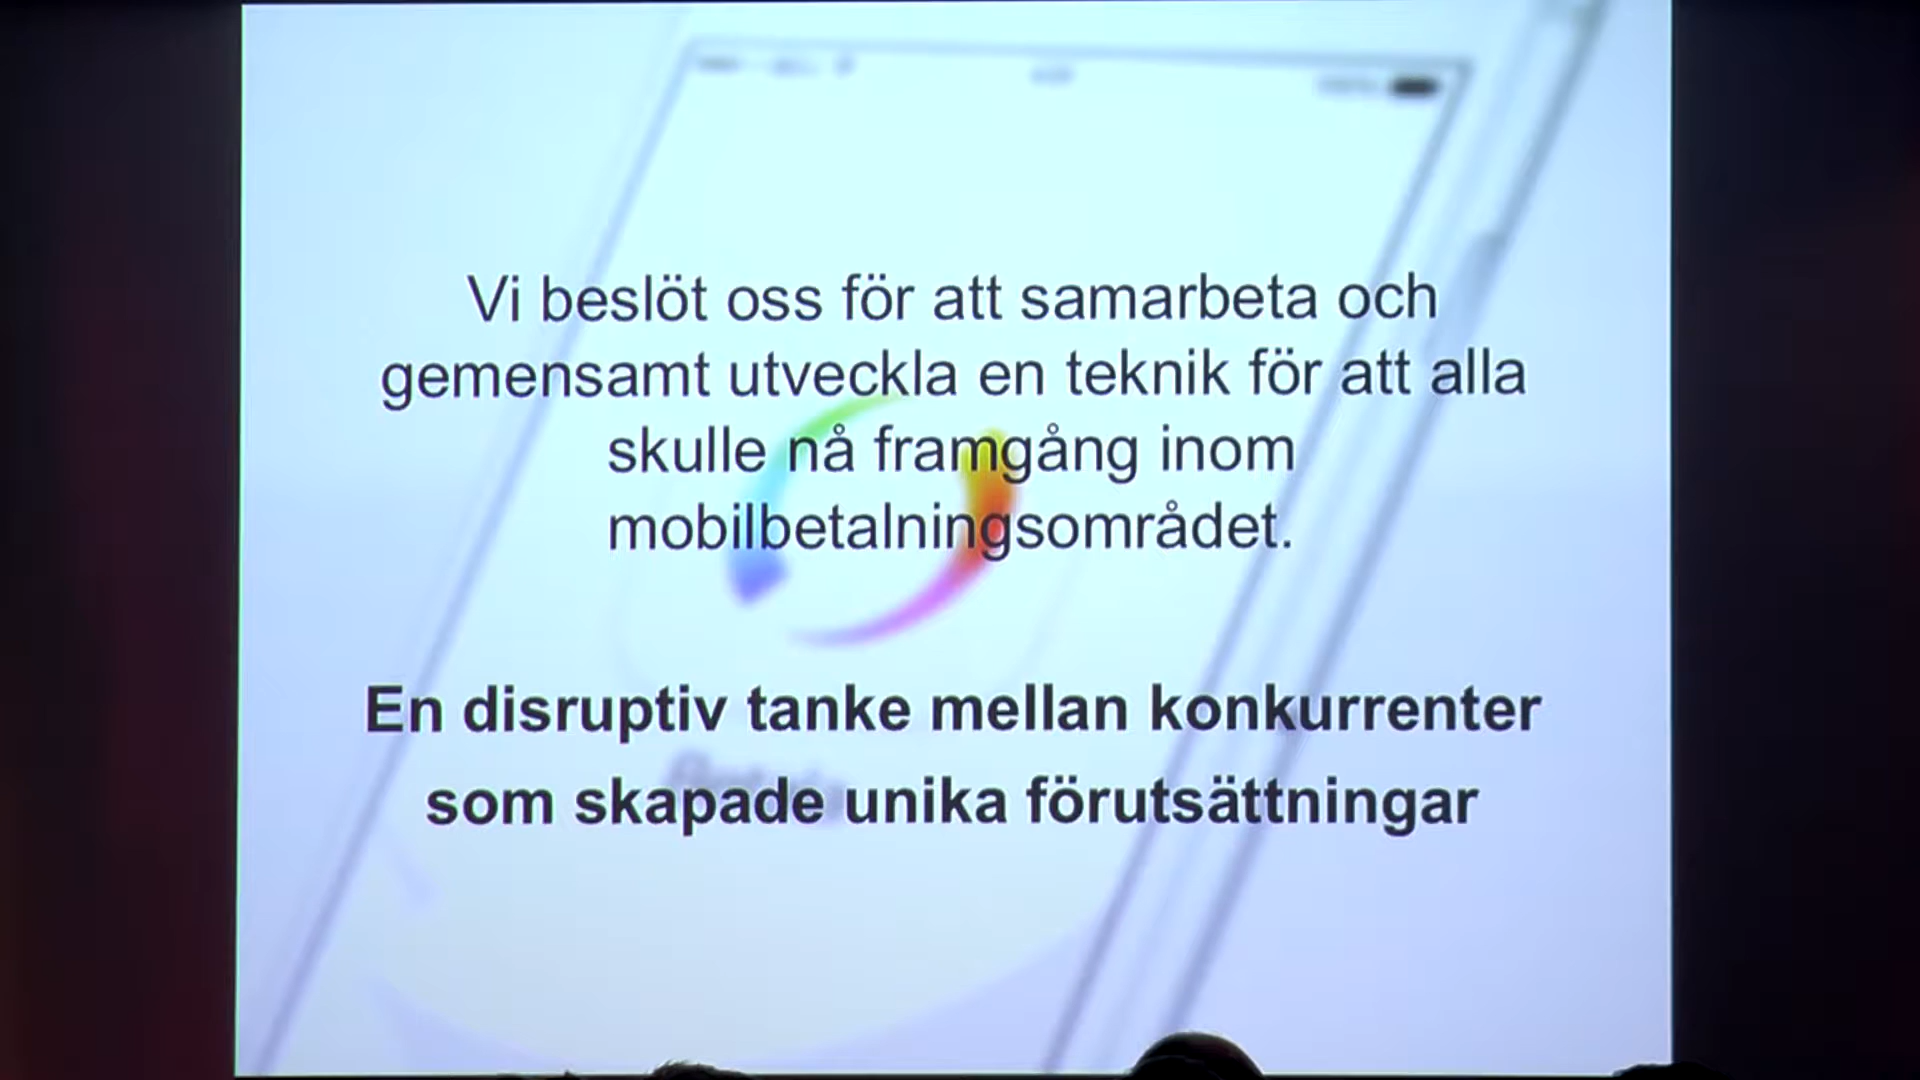 Vi beslöt oss för att samarbeta och
gemensamt utveckla en teknik för att alla
skulle nå framgång inom
mobilbetalningsområdet.
En disruptiv tanke mellan konkurrenter
som skapade unika förutsättningar